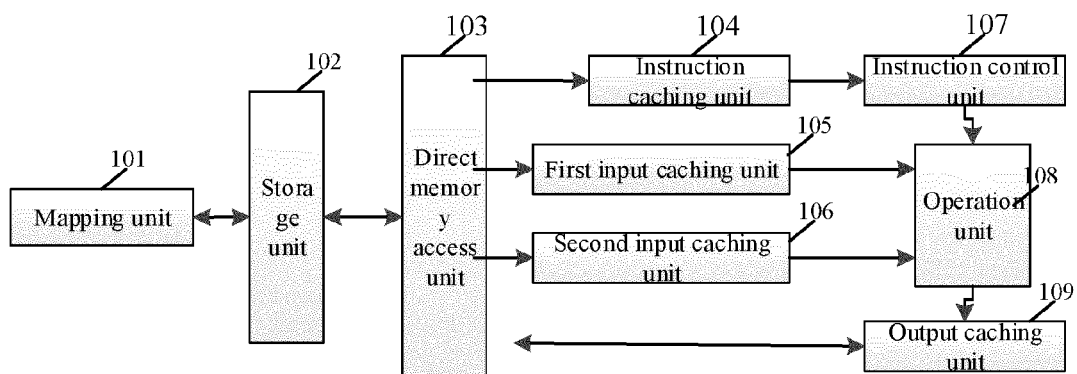 101
Mapping unit
102
Stora
ge
unit
103
Direct
memor
y
access
unit
104
Instruction
caching unit
107
Instruction control
unit
105
First input caching unit
106
Second input caching
unit
108
Operation
unit
109
Output caching
unit